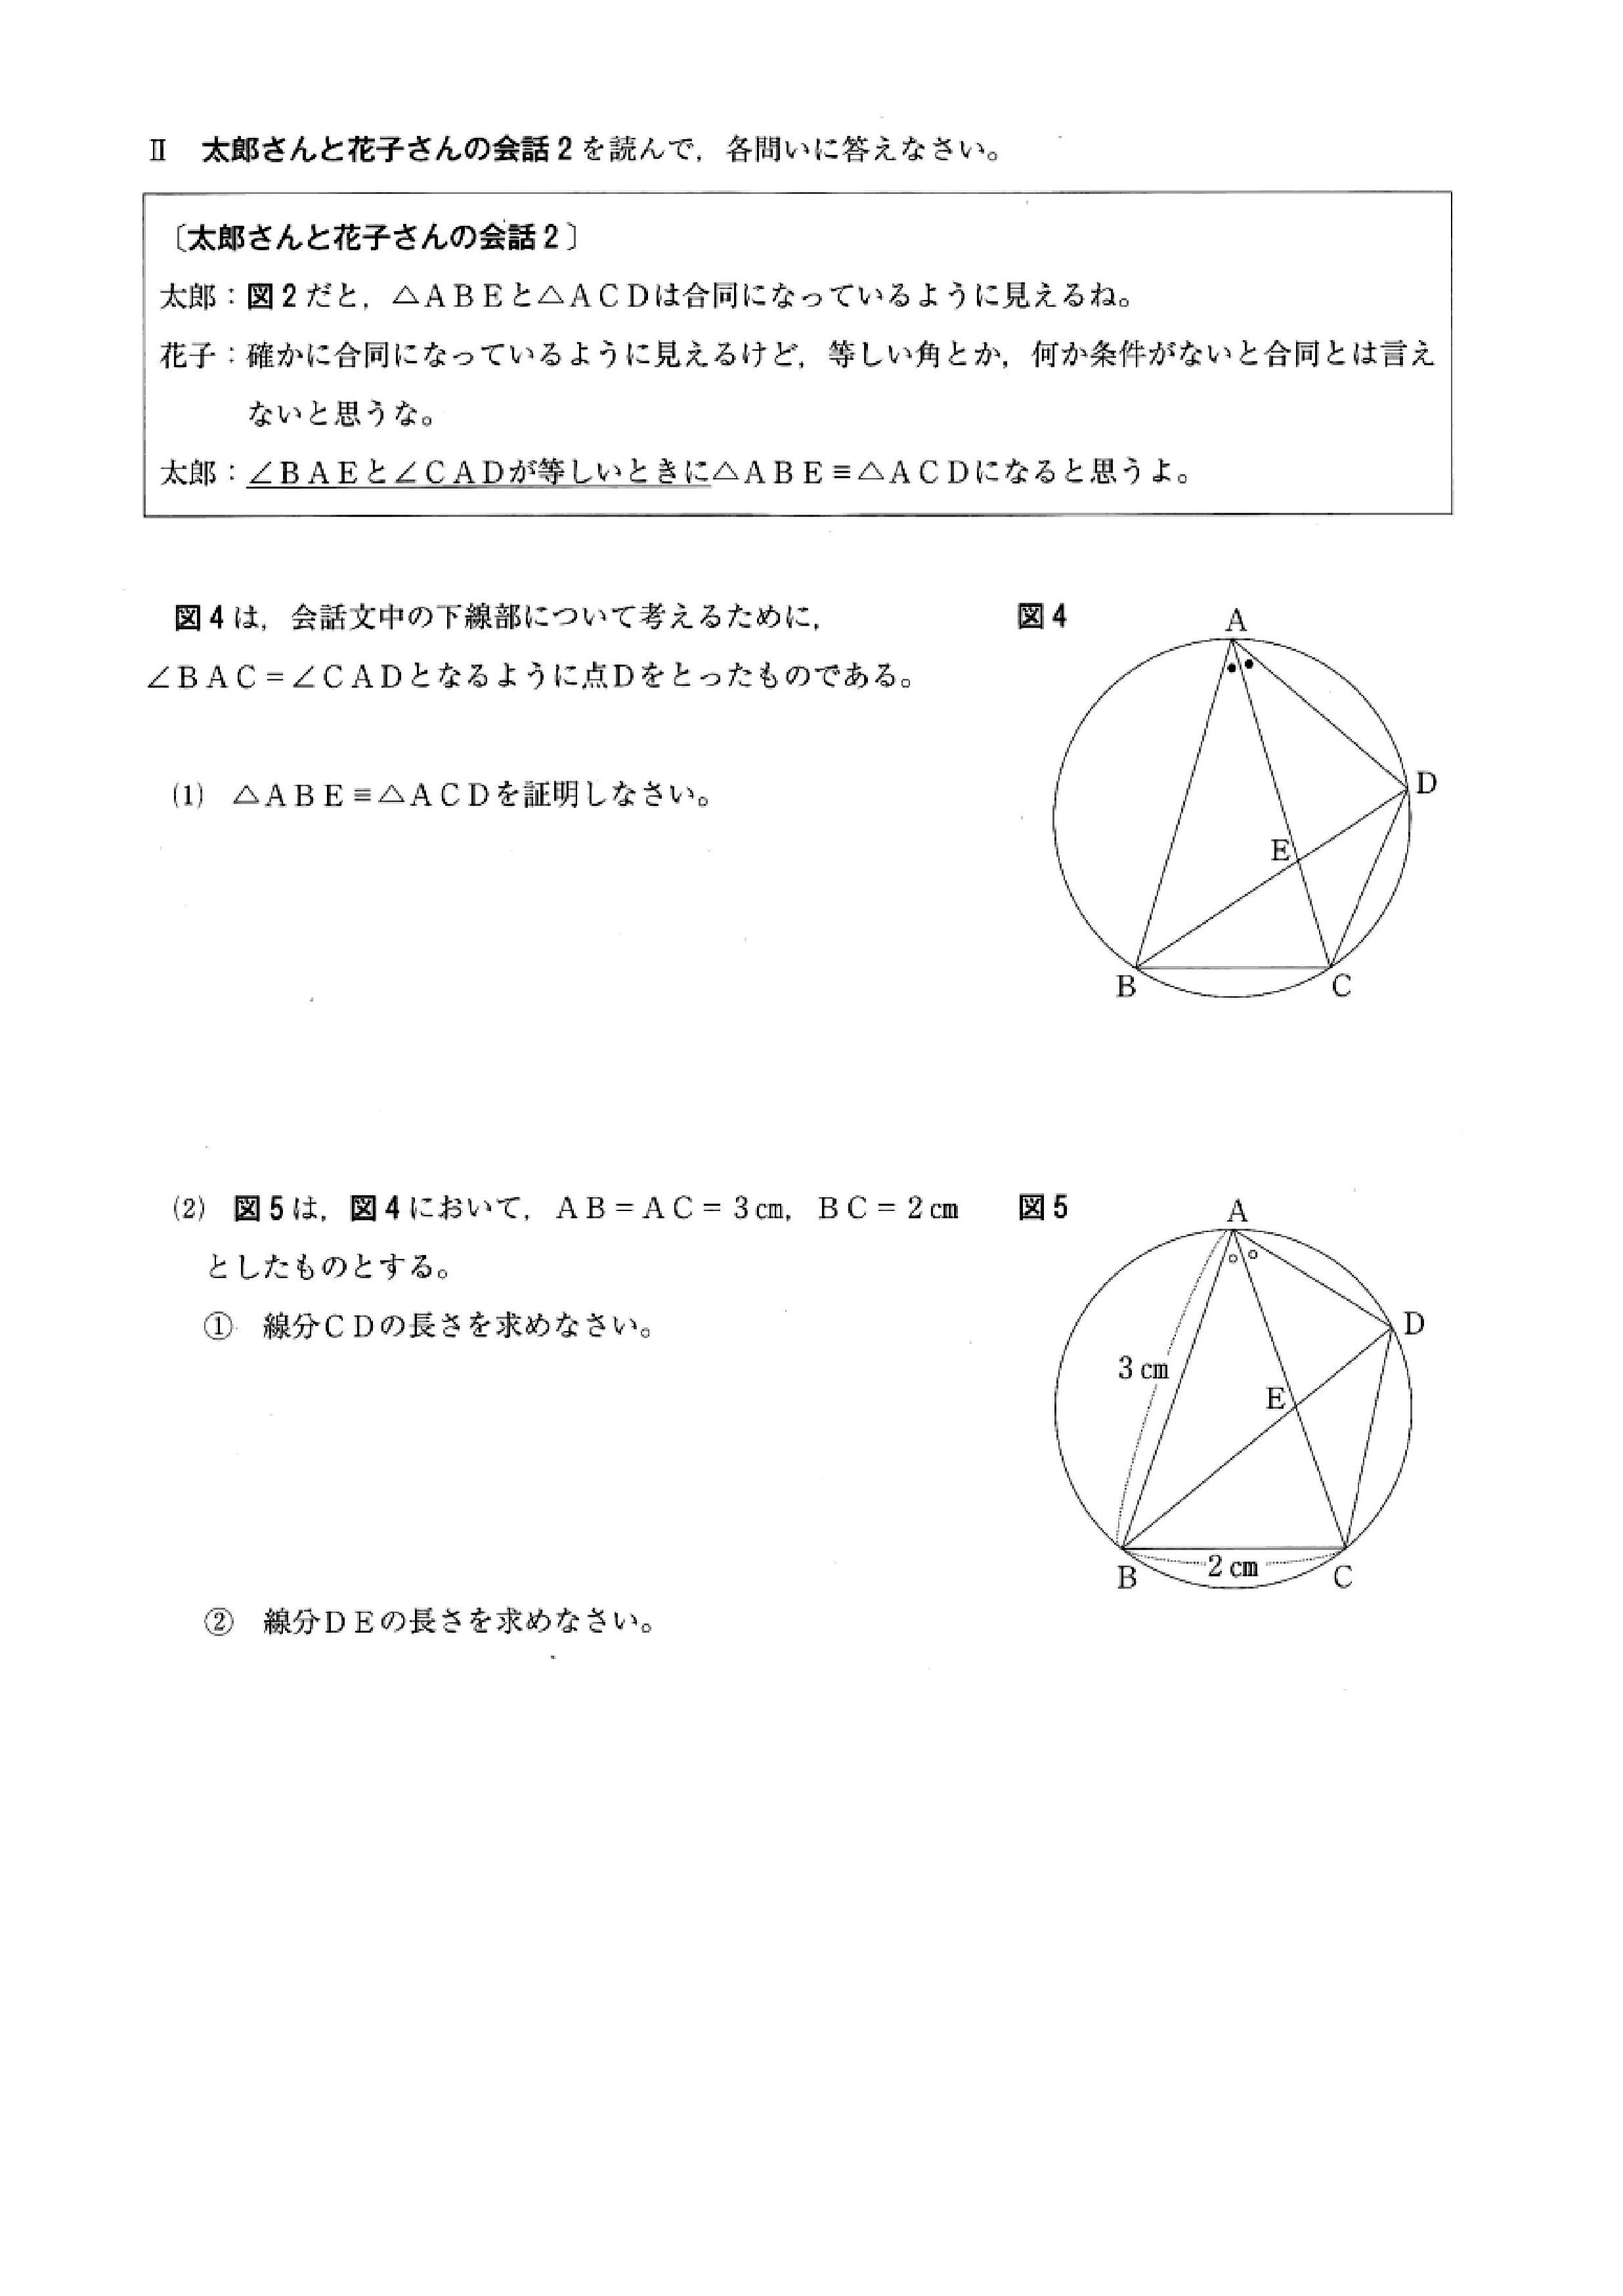 Ⅱ　太郎さんと花子さんの会話２を読んで，各問いに答えなさい。
〔太郎さんと花子さんの会話２〕
太郎：図２だと，△ＡＢＥと△ＡＣＤは合同になっているように見えるね。
花子：確かに合同になっているように見えるけど，等しい角とか，何か条件がないと合同とは言え
ないと思うな。
太郎：∠ＢＡＥと∠ＣＡＤが等しいときに△ＡＢＥ≡△ＡＣＤになると思うよ。
図４は，会話文中の下線部について考えるために，
∠ＢＡＣ＝∠ＣＡＤとなるように点Ｄをとったものである。
⑴　△ＡＢＥ≡△ＡＣＤを証明しなさい。
図４
A
D
E
B
C
⑵　図５は，図４において，ＡＢ＝ＡＣ＝３㎝，ＢＣ＝２㎝
としたものとする。
①　線分ＣＤの長さを求めなさい。
②　線分ＤＥの長さを求めなさい。
図５
A
D
3㎝
E
2㎝
B
C